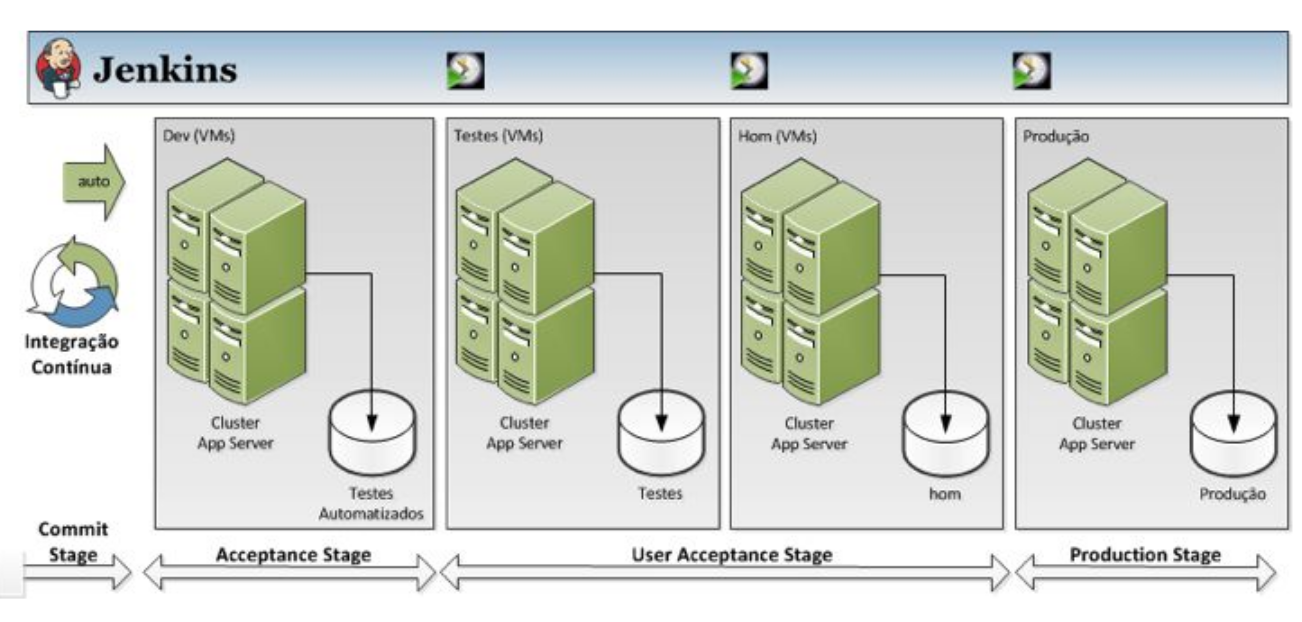 Jenkins
Dev (VMs)
Testes (VMs)
Hom (VMs)
Produção
auto
Integração
Contínua
Cluster
App Server
Testes
Automatizados
Cluster
App Server
Testes
Cluster
App Server
hom
Cluster
App Server
Produção
Commit
Stage
Acceptance Stage
User Acceptance Stage
Production Stage